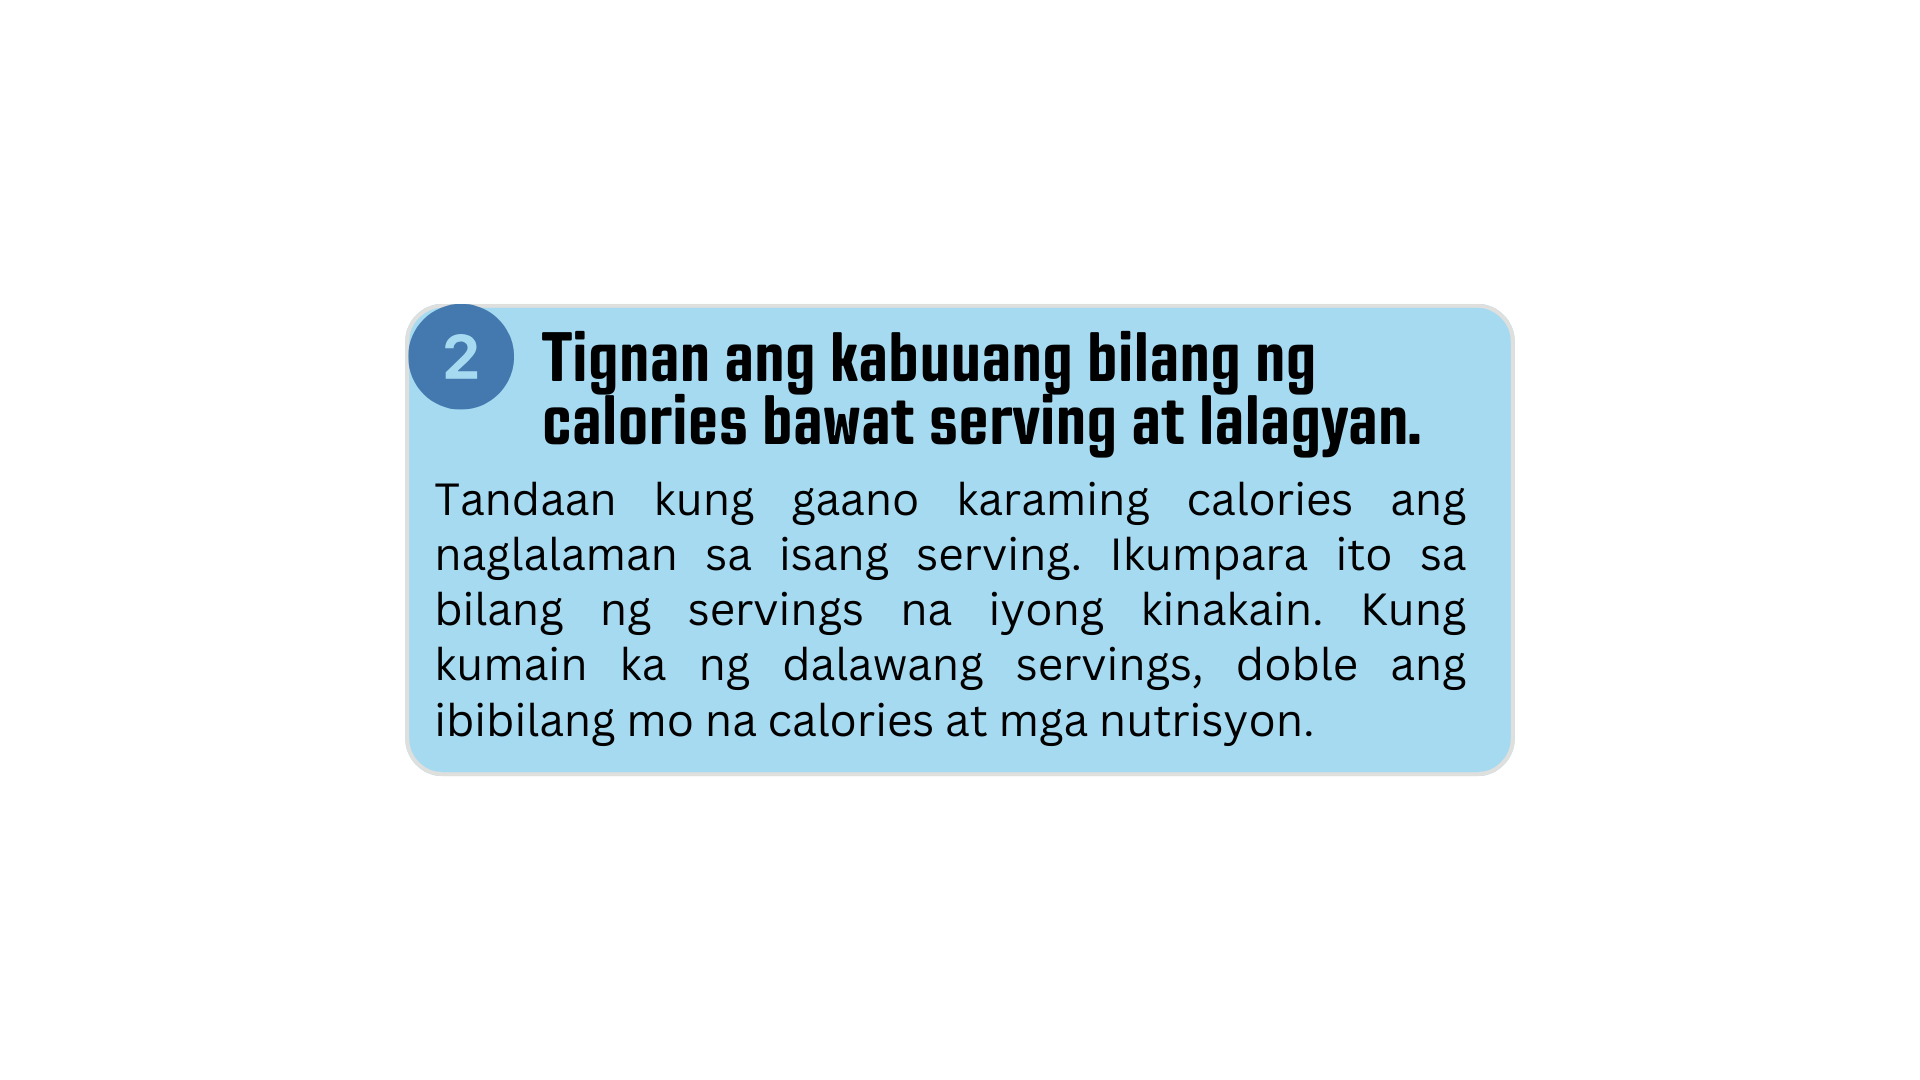 2
Tignan ang kabuuang bilang ng
calories bawat serving at lalagyan.
Tandaan kung gaano karaming calories ang
naglalaman sa isang serving. Ikumpara ito sa
bilang ng servings na iyong kinakain. Kung
kumain ka ng dalawang servings, doble ang
ibibilang mo na calories at mga nutrisyon.